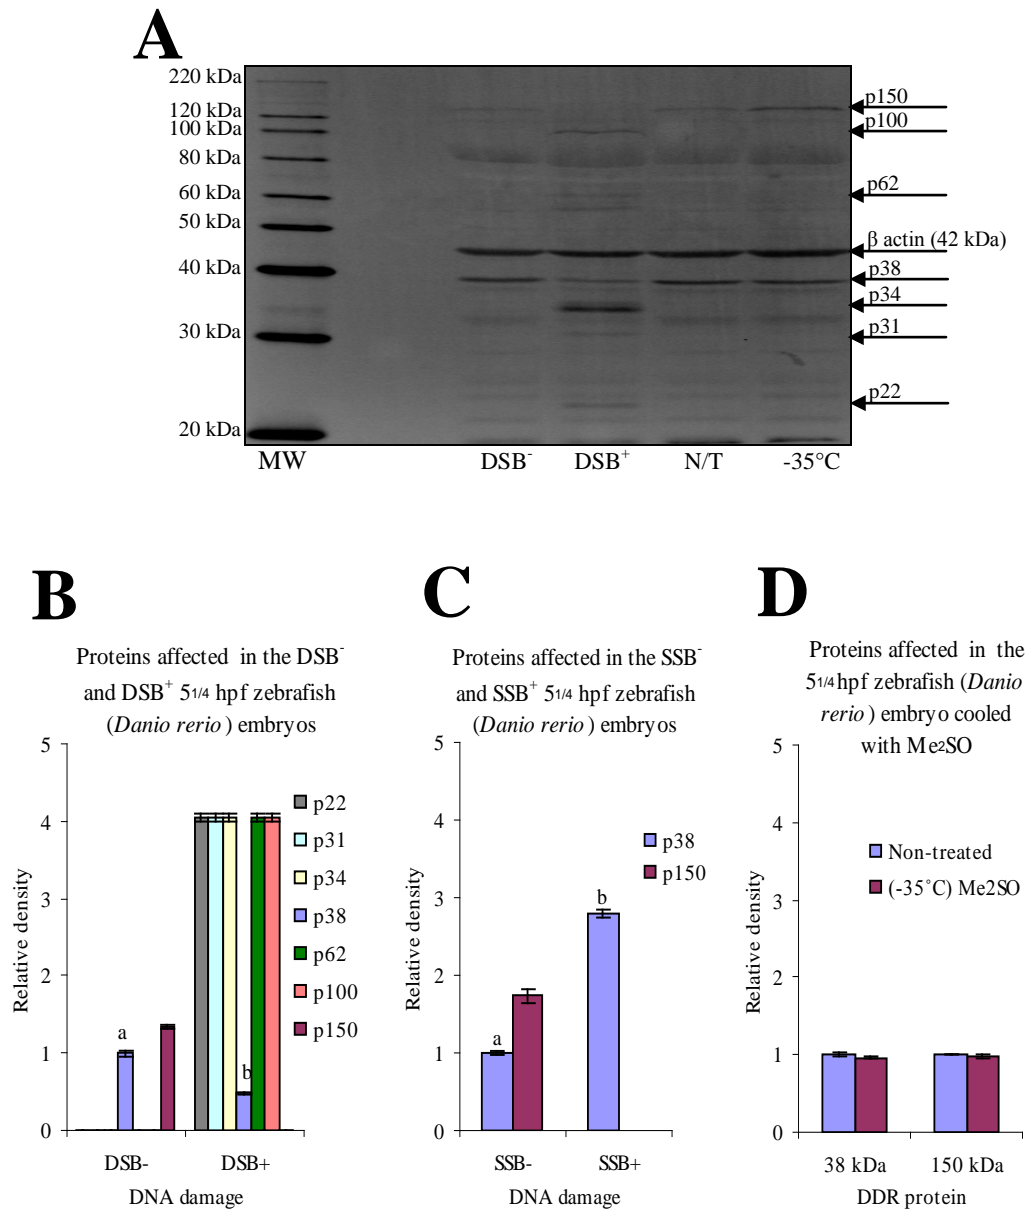 A
220 kDa
120 kDa
100 kDa
80 kDa
60 kDa
50 kDa
40 kDa
30 kDa
20 kDa
p150
p100
p62
β actin (42 kDa)
p38
p34
p31
p22
MW DSB⁻ DSB⁺ N/T -35°C
B
Proteins affected in the DSB⁻
and DSB⁺ 51/4 hpf zebrafish
(Danio rerio) embryos
5
4
3
2
1
0
Relative density
a
b
p22
p31
p34
p38
p62
p100
p150
DSB- DSB+
DNA damage
C
Proteins affected in the SSB⁻
and SSB⁺ 51/4 hpf zebrafish
(Danio rerio) embryos
5
4
3
2
1
0
Relative density
a
b
p38
p150
SSB- SSB+
DNA damage
D
Proteins affected in the
51/4 hpf zebrafish (Danio
rerio) embryo cooled
with Me2SO
5
4
3
2
1
0
Relative density
Non-treated
(-35˚C) Me2SO
38 kDa 150 kDa
DDR protein